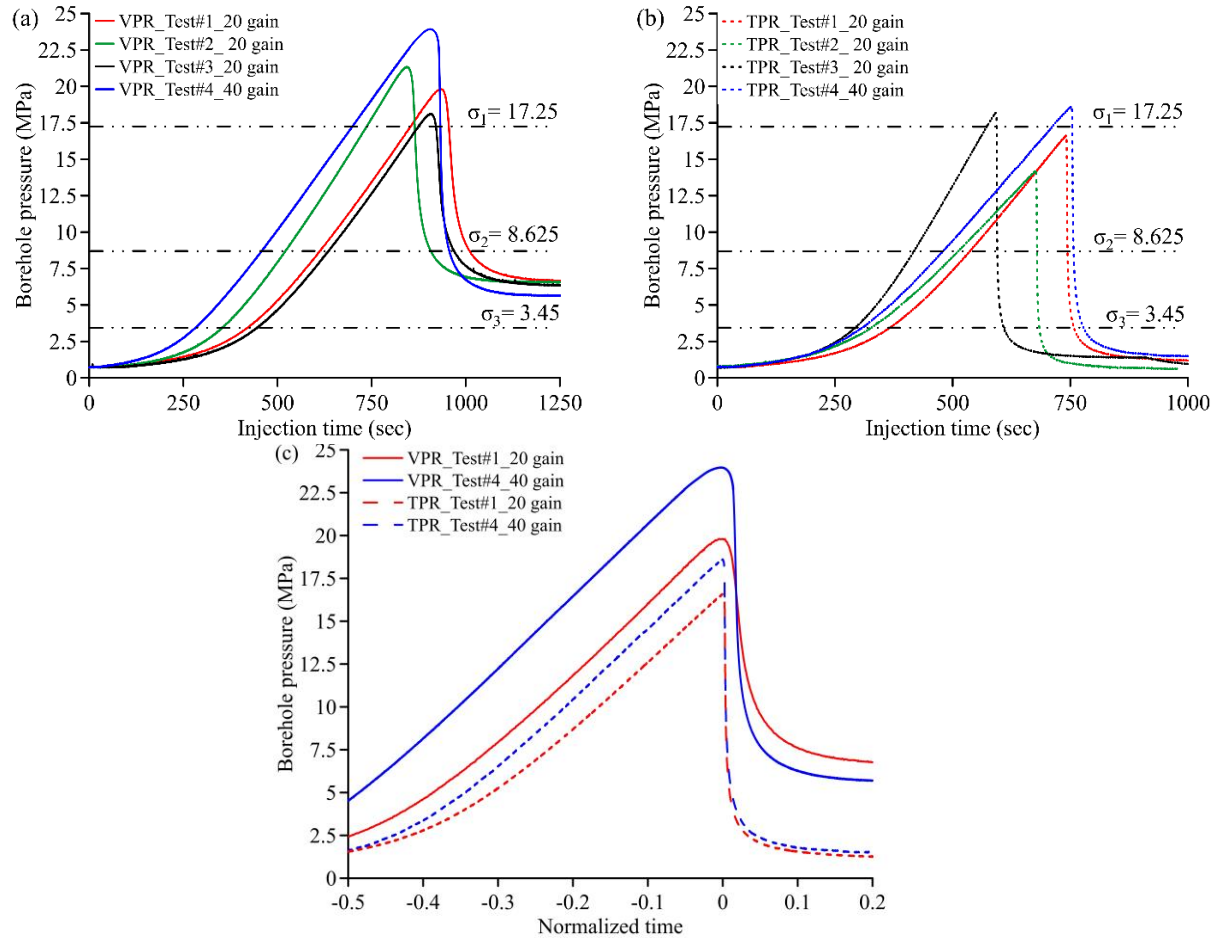 (a)
VPR_Test#1_20 gain
VPR_Test#2_ 20 gain
VPR_Test#3_20 gain
VPR_Test#4_40 gain
Borehole pressure (MPa)
25
22.5
20
17.5
15
12.5
10
7.5
5
2.5
0
σ1= 17.25
σ2= 8.625
σ3= 3.45
0 250 500 750 1000 1250
Injection time (sec)
(b)
TPR_Test#1_20 gain
TPR_Test#2_ 20 gain
TPR_Test#3_ 20 gain
TPR_Test#4_40 gain
Borehole pressure (MPa)
25
22.5
20
17.5
15
12.5
10
7.5
5
2.5
0
σ1= 17.25
σ2= 8.625
σ3= 3.45
0 250 500 750 1000
Injection time (sec)
(c)
VPR_Test#1_20 gain
VPR_Test#4_40 gain
TPR_Test#1_20 gain
TPR_Test#4_40 gain
Borehole pressure (MPa)
25
22.5
20
17.5
15
12.5
10
7.5
5
2.5
0
-0.5 -0.4 -0.3 -0.2 -0.1 0 0.1 0.2
Normalized time